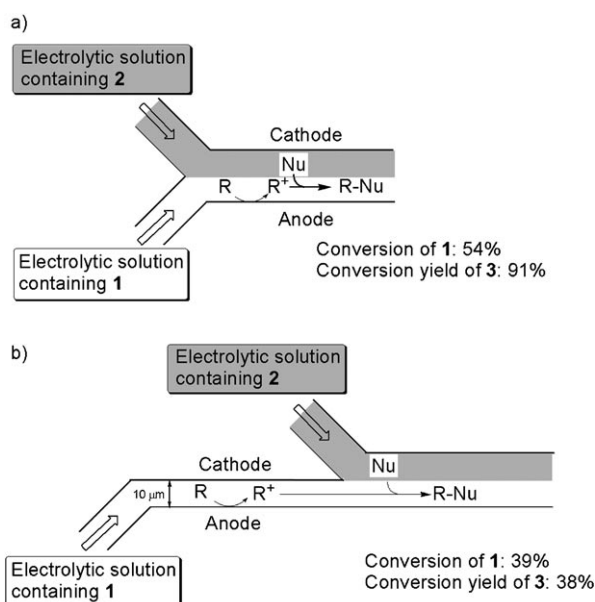 a)
Electrolytic solution
containing 2
Cathode
Nu
R R⁺ R-Nu
Anode
Electrolytic solution
containing 1
Conversion of 1: 54%
Conversion yield of 3: 91%
b)
Electrolytic solution
containing 2
Cathode
Nu
10 μm
R R⁺ R-Nu
Anode
Electrolytic solution
containing 1
Conversion of 1: 39%
Conversion yield of 3: 38%